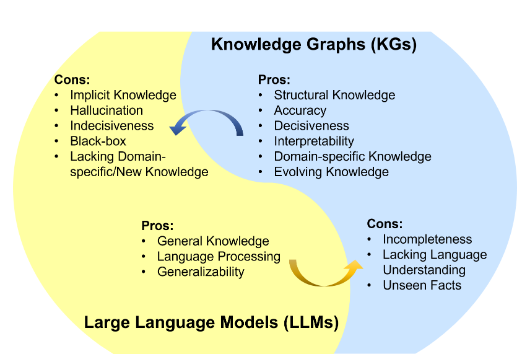 Knowledge Graphs (KGs)
Cons:
• Implicit Knowledge
• Hallucination
• Indecisiveness
• Black-box
• Lacking Domain-
specific/New Knowledge
Pros:
• Structural Knowledge
• Accuracy
• Decisiveness
• Interpretability
• Domain-specific Knowledge
• Evolving Knowledge
Pros:
• General Knowledge
• Language Processing
• Generalizability
Cons:
• Incompleteness
• Lacking Language
Understanding
• Unseen Facts
Large Language Models (LLMs)